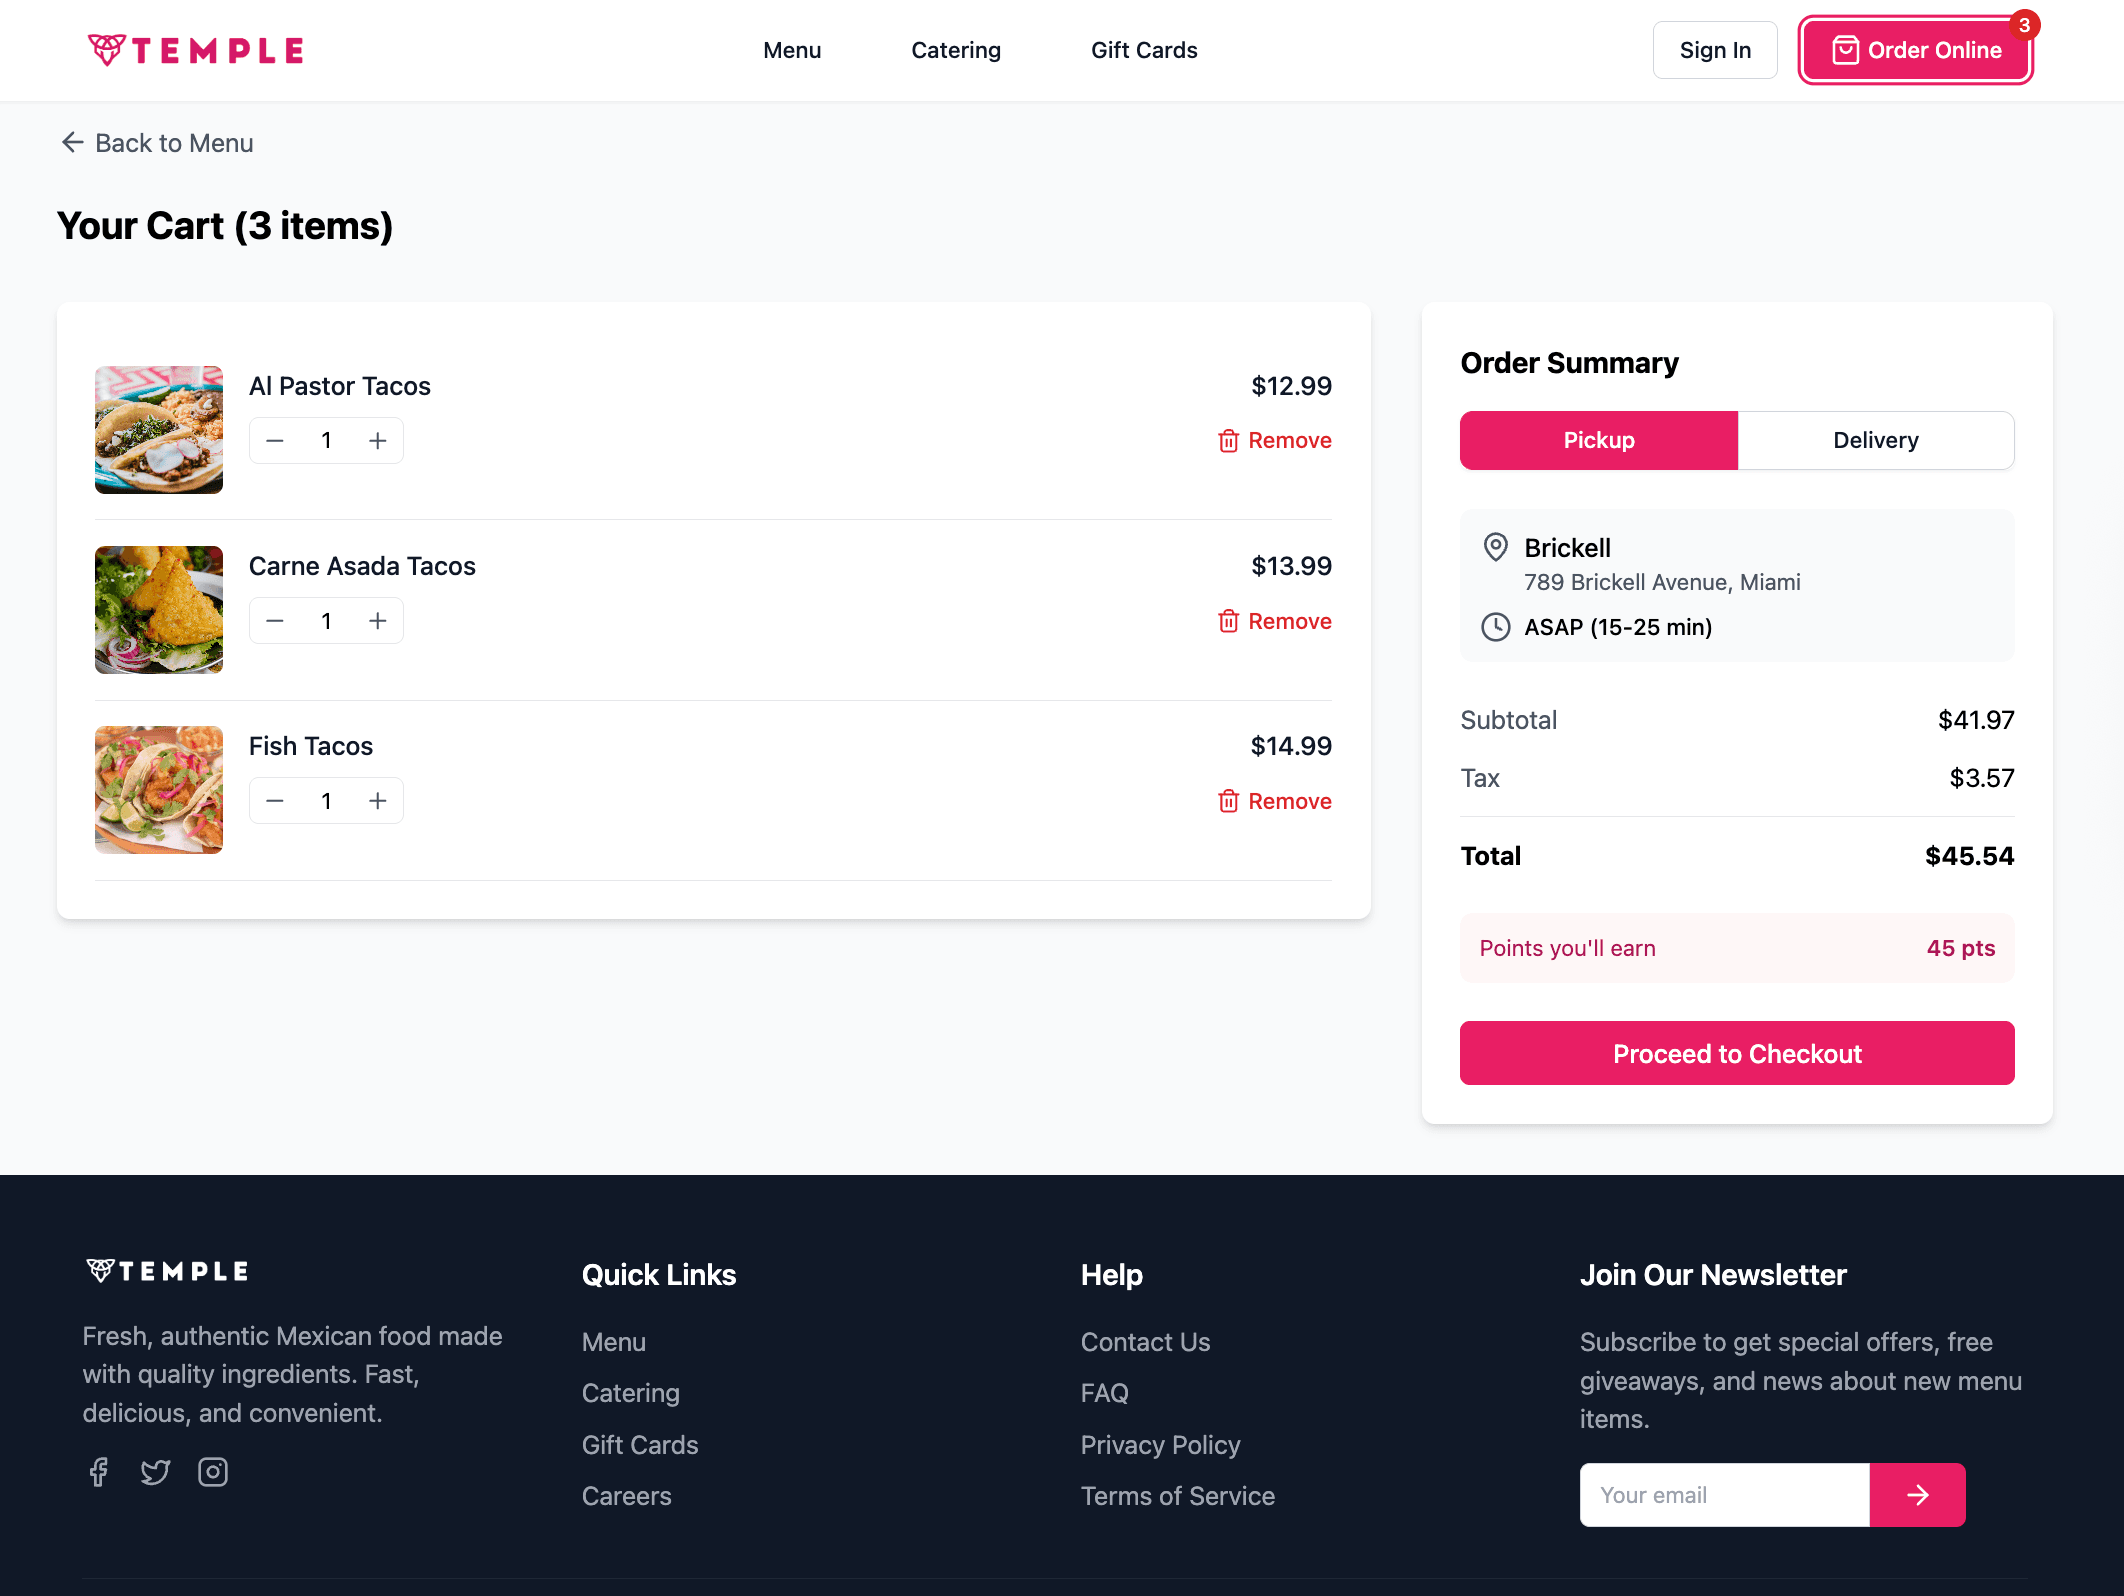 TEMPLE
Menu
Catering
Gift Cards
Sign In
Order Online
3
Back to Menu
Your Cart (3 items)
Al Pastor Tacos
$12.99
1
Remove
Carne Asada Tacos
$13.99
1
Remove
Fish Tacos
$14.99
1
Remove
Order Summary
Pickup
Delivery
Brickell
789 Brickell Avenue, Miami
ASAP (15-25 min)
Subtotal
$41.97
Tax
$3.57
Total
$45.54
Points you'll earn
45 pts
Proceed to Checkout
TEMPLE
Fresh, authentic Mexican food made
with quality ingredients. Fast,
delicious, and convenient.
Quick Links
Menu
Catering
Gift Cards
Careers
Help
Contact Us
FAQ
Privacy Policy
Terms of Service
Join Our Newsletter
Subscribe to get special offers, free
giveaways, and news about new menu
items.
Your email